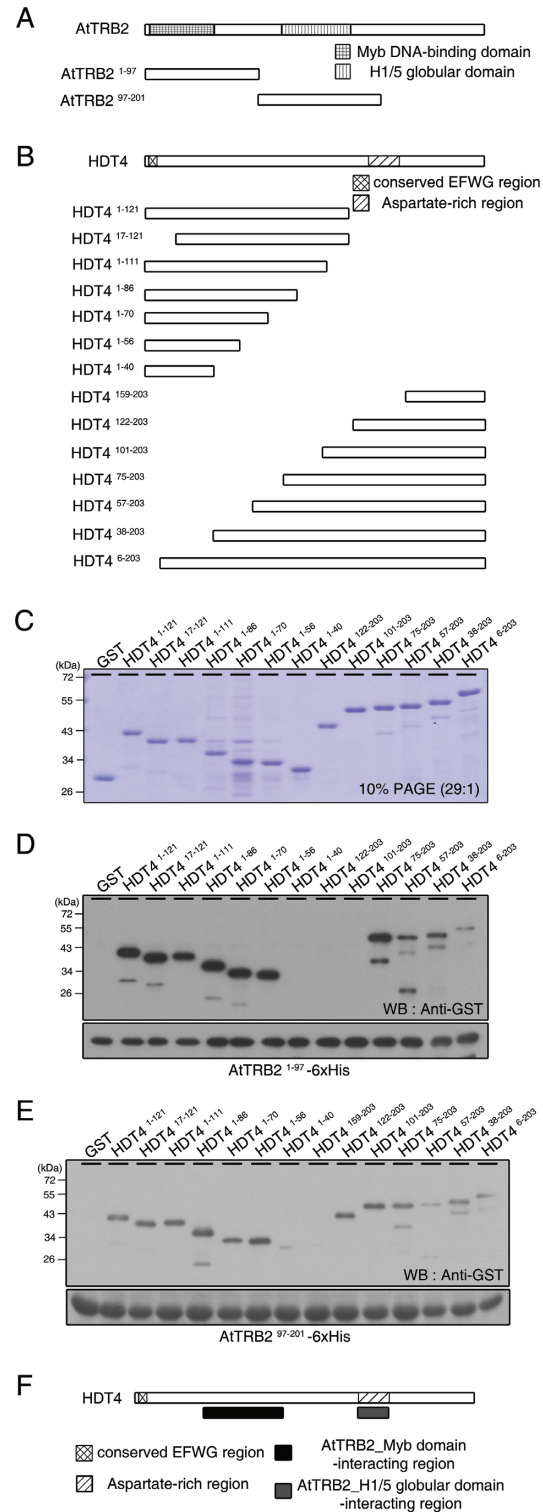 A
AtTRB2
Myb DNA-binding domain
H1/5 globular domain
AtTRB2 1-97
AtTRB2 97-201
B
HDT4
conserved EFWG region
Aspartate-rich region
HDT4 1-121
HDT4 17-121
HDT4 1-111
HDT4 1-86
HDT4 1-70
HDT4 1-56
HDT4 1-40
HDT4 159-203
HDT4 122-203
HDT4 101-203
HDT4 75-203
HDT4 57-203
HDT4 38-203
HDT4 6-203
C
GST HDT4 1-121 HDT4 17-121 HDT4 1-111 HDT4 1-86 HDT4 1-70 HDT4 1-56 HDT4 1-40 HDT4 122-203 HDT4 101-203 HDT4 75-203 HDT4 57-203 HDT4 38-203 HDT4 6-203
(kDa)
72
55
43
34
26
10% PAGE (29:1)
D
GST HDT4 1-121 HDT4 17-121 HDT4 1-111 HDT4 1-86 HDT4 1-70 HDT4 1-56 HDT4 1-40 HDT4 122-203 HDT4 101-203 HDT4 75-203 HDT4 57-203 HDT4 38-203 HDT4 6-203
(kDa)
72
55
43
34
26
WB : Anti-GST
AtTRB2 1-97-6xHis
E
GST HDT4 1-121 HDT4 17-121 HDT4 1-111 HDT4 1-86 HDT4 1-70 HDT4 1-56 HDT4 1-40 HDT4 159-203 HDT4 122-203 HDT4 101-203 HDT4 75-203 HDT4 57-203 HDT4 38-203 HDT4 6-203
(kDa)
72
55
43
34
26
WB : Anti-GST
AtTRB2 97-201-6xHis
F
HDT4
conserved EFWG region
Aspartate-rich region
AtTRB2_Myb domain
-interacting region
AtTRB2_H1/5 globular domain
-interacting region